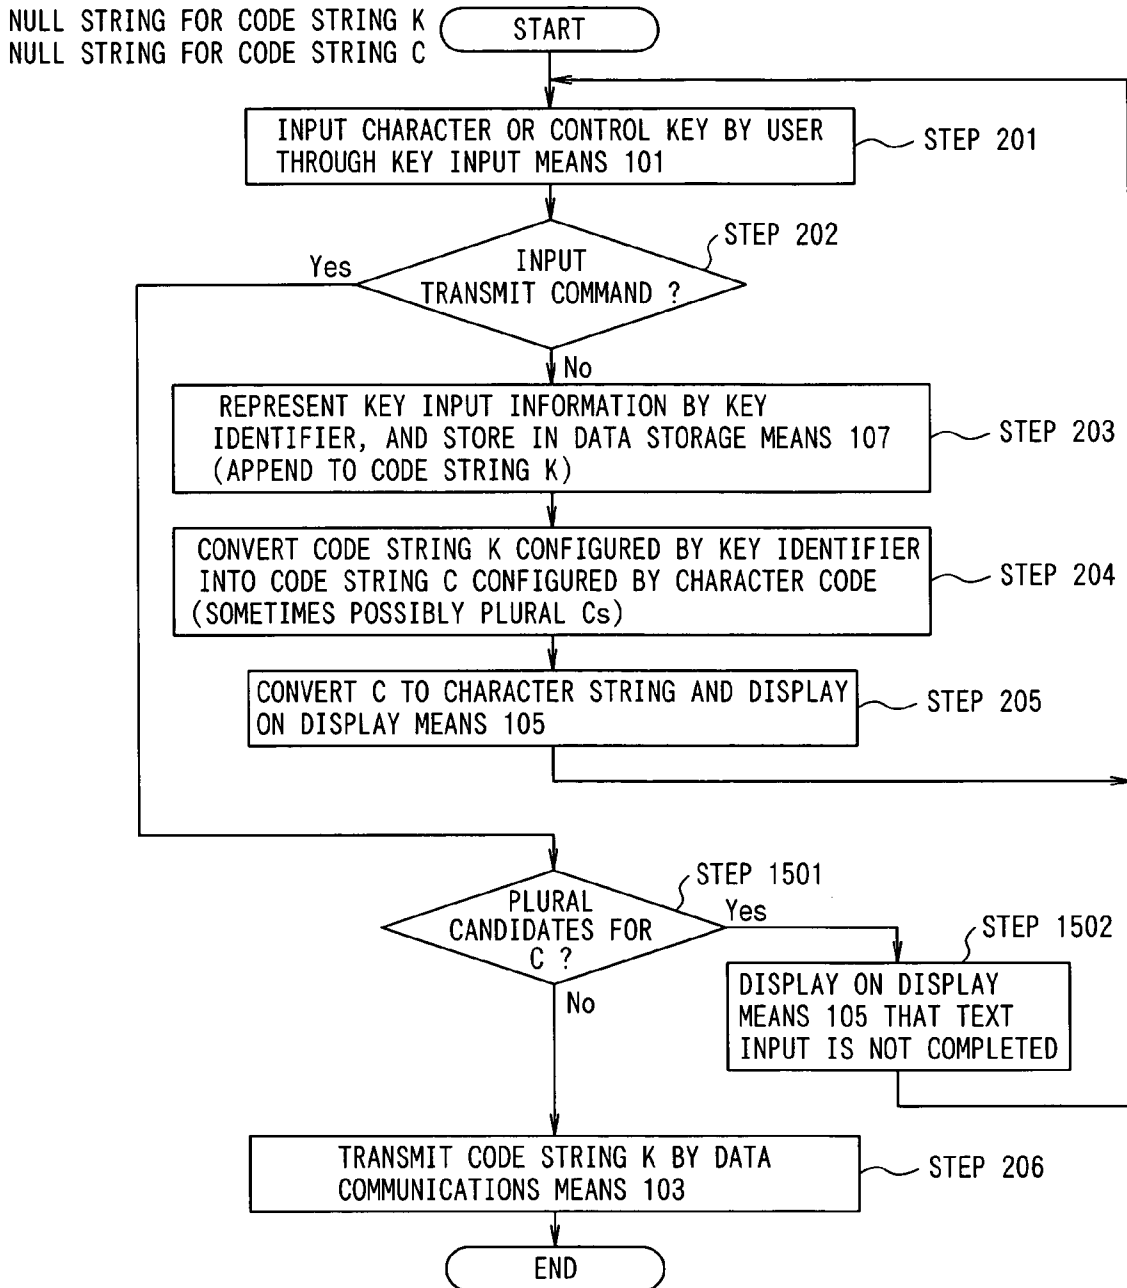 NULL STRING FOR CODE STRING K
NULL STRING FOR CODE STRING C
START
INPUT CHARACTER OR CONTROL KEY BY USER
THROUGH KEY INPUT MEANS 101
STEP 201
STEP 202
INPUT
TRANSMIT COMMAND ?
Yes
No
REPRESENT KEY INPUT INFORMATION BY KEY
IDENTIFIER, AND STORE IN DATA STORAGE MEANS 107
(APPEND TO CODE STRING K)
STEP 203
CONVERT CODE STRING K CONFIGURED BY KEY IDENTIFIER
INTO CODE STRING C CONFIGURED BY CHARACTER CODE
(SOMETIMES POSSIBLY PLURAL Cs)
STEP 204
CONVERT C TO CHARACTER STRING AND DISPLAY
ON DISPLAY MEANS 105
STEP 205
STEP 1501
PLURAL
CANDIDATES FOR
C ?
Yes
No
STEP 1502
DISPLAY ON DISPLAY
MEANS 105 THAT TEXT
INPUT IS NOT COMPLETED
TRANSMIT CODE STRING K BY DATA
COMMUNICATIONS MEANS 103
STEP 206
END